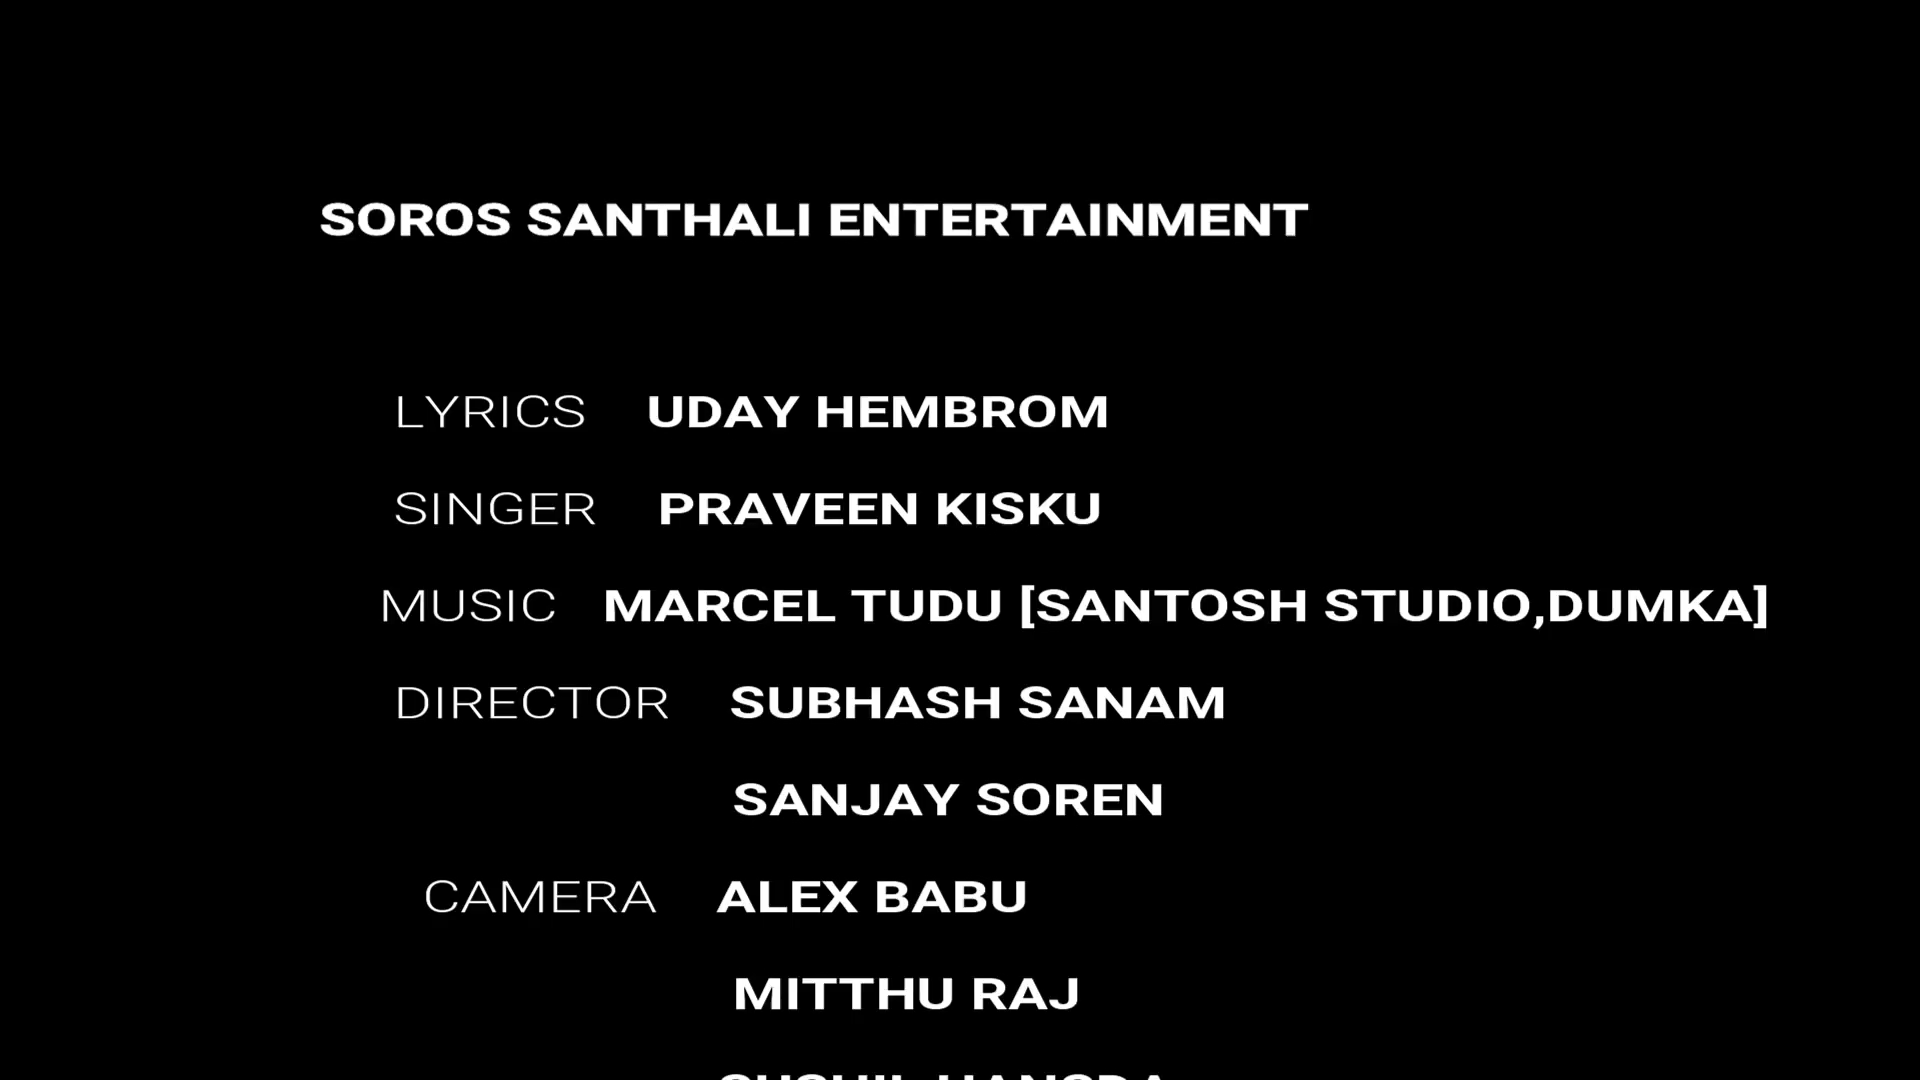 SOROS SANTHALI ENTERTAINMENT
LYRICS UDAY HEMBROM
SINGER PRAVEEN KISKU
MUSIC MARCEL TUDU [SANTOSH STUDIO,DUMKA]
DIRECTOR SUBHASH SANAM
SANJAY SOREN
CAMERA ALEX BABU
MITTHU RAJ